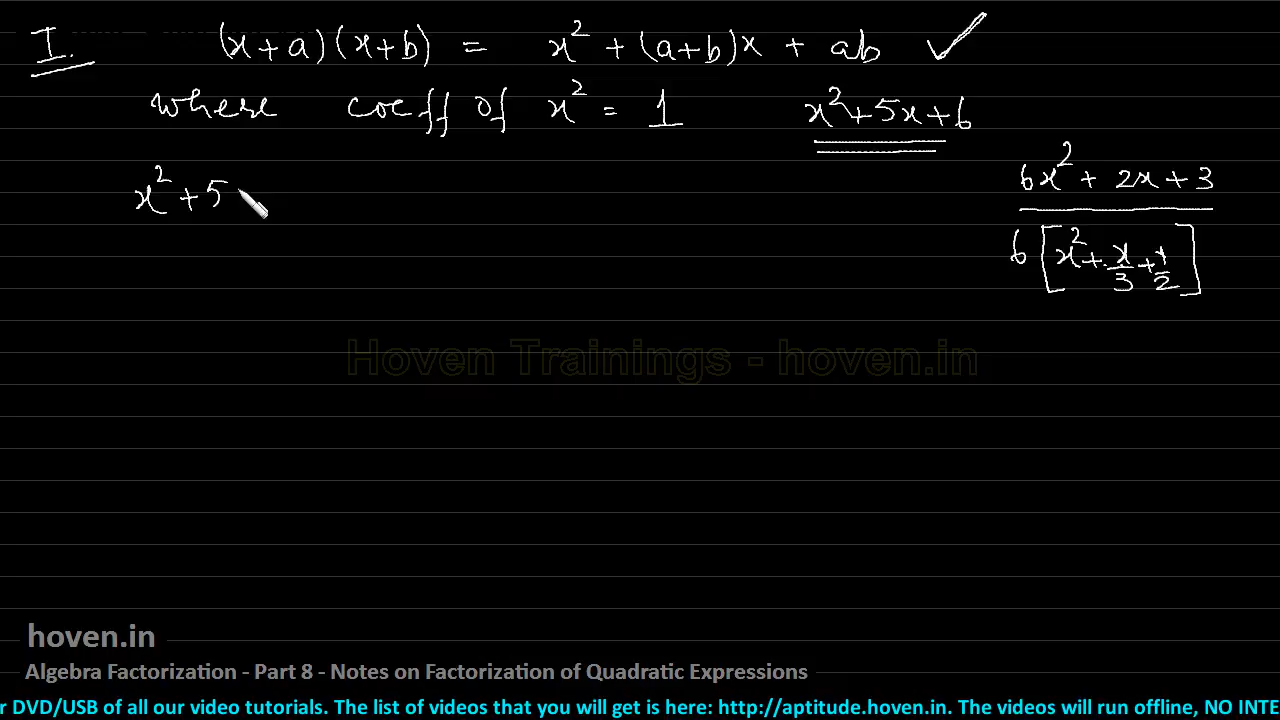 I. (x+a)(x+b) = x² + (a+b)x + ab ✓
where coeff of x² = 1 x²+5x+6
6x² + 2x + 3
x² + 5
6[x² + x/3 + 1/2]
Hoven Trainings - hoven.in
hoven.in
Algebra Factorization - Part 8 - Notes on Factorization of Quadratic Expressions
r DVD/USB of all our video tutorials. The list of videos that you will get is here: http://aptitude.hoven.in. The videos will run offline, NO INTE